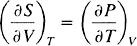 (∂S/∂V)_T = (∂P/∂T)_V